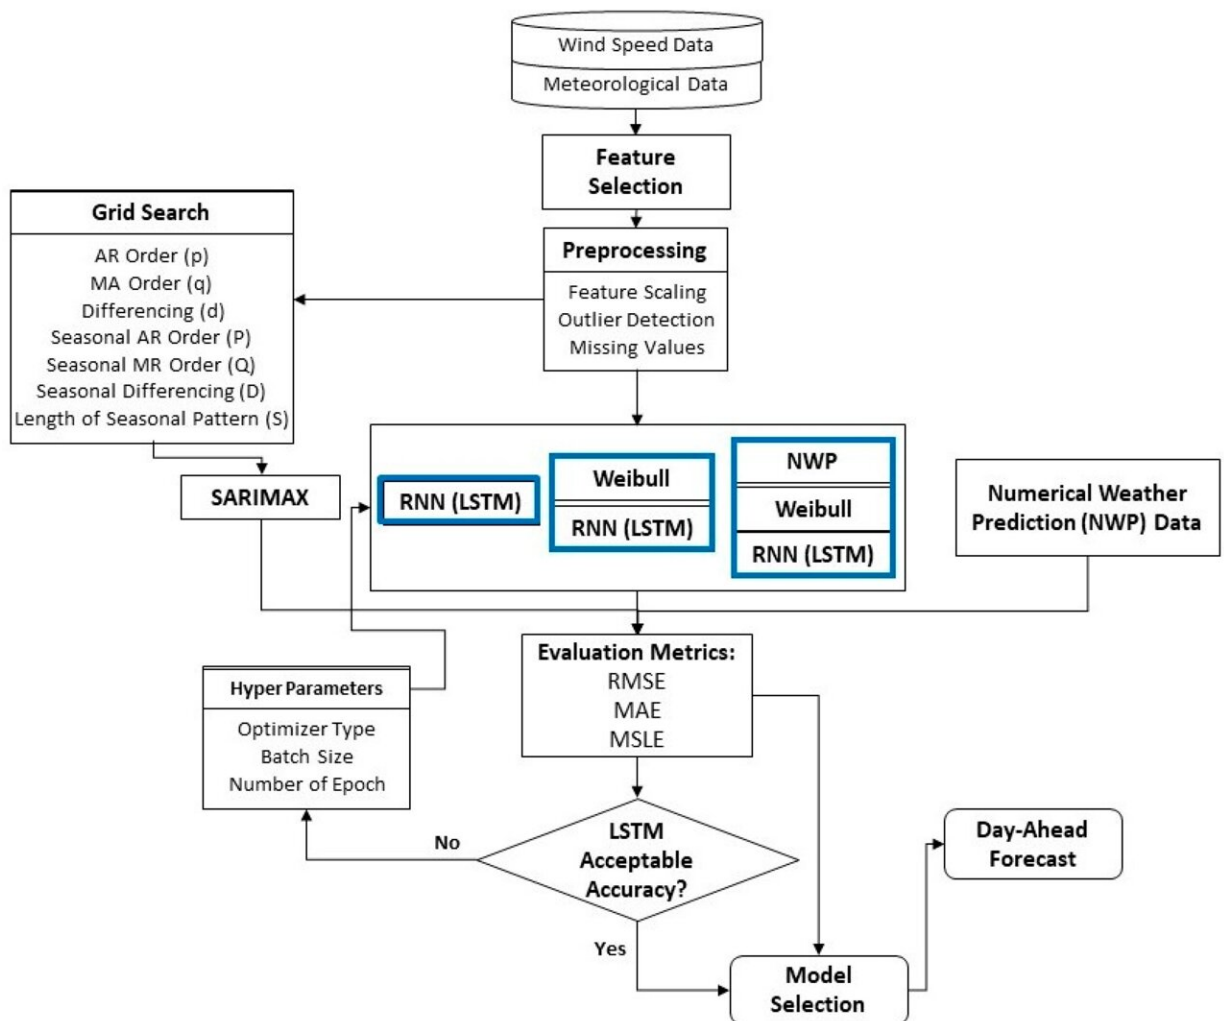 Wind Speed Data
Meteorological Data
Feature
Selection
Grid Search
AR Order (p)
MA Order (q)
Differencing (d)
Seasonal AR Order (P)
Seasonal MR Order (Q)
Seasonal Differencing (D)
Length of Seasonal Pattern (S)
Preprocessing
Feature Scaling
Outlier Detection
Missing Values
SARIMAX
RNN (LSTM)
Weibull
RNN (LSTM)
NWP
Weibull
RNN (LSTM)
Numerical Weather
Prediction (NWP) Data
Evaluation Metrics:
RMSE
MAE
MSLE
Hyper Parameters
Optimizer Type
Batch Size
Number of Epoch
LSTM
Acceptable
Accuracy?
No
Yes
Model
Selection
Day-Ahead
Forecast